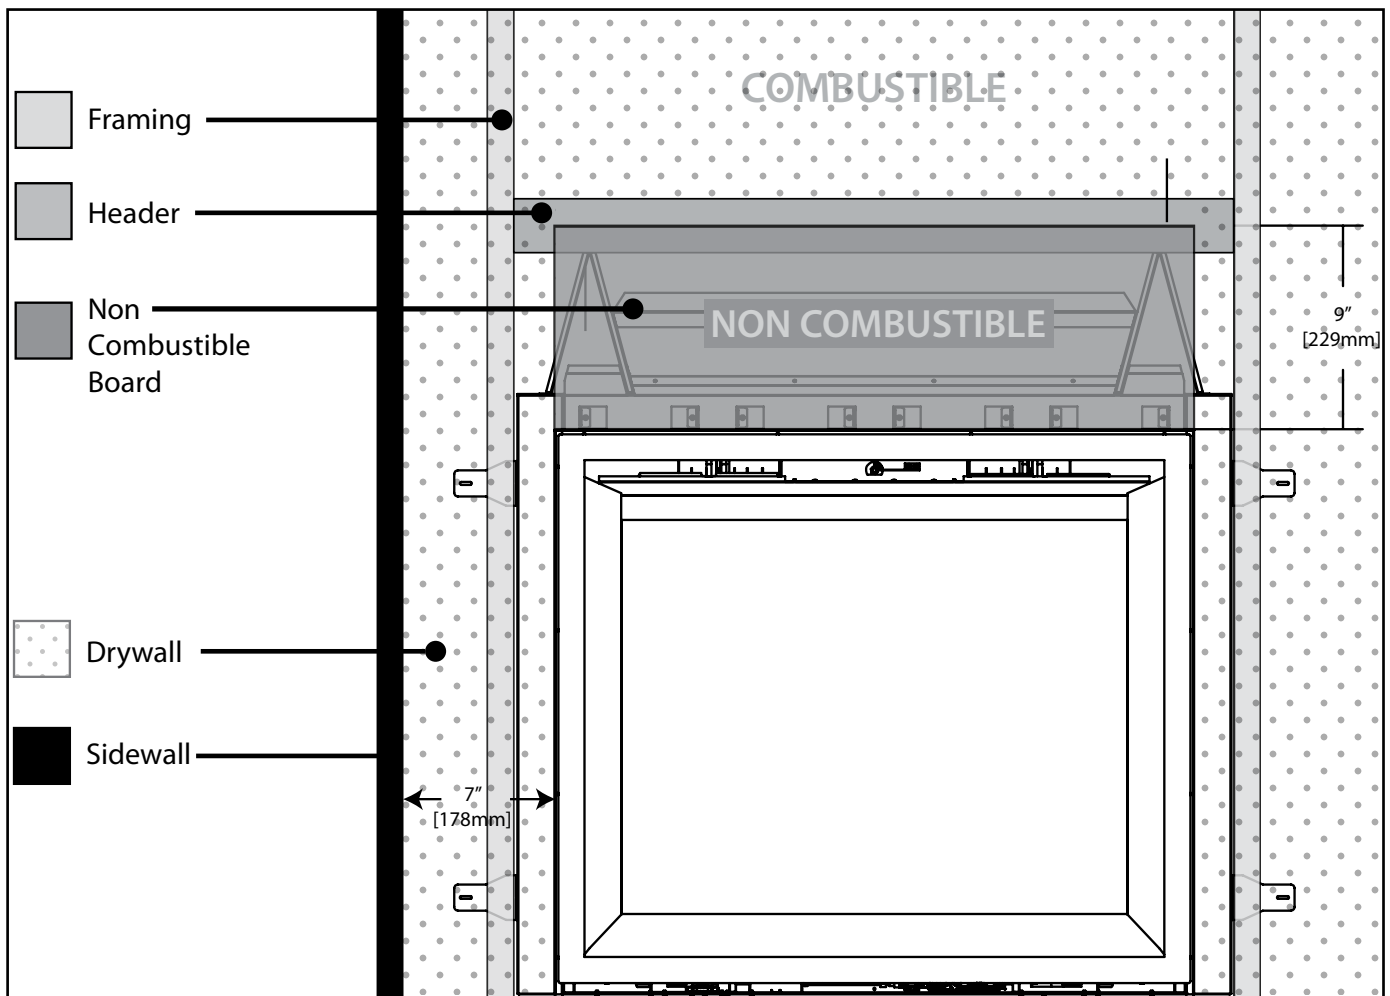 COMBUSTIBLE
Framing
Header
Non
Combustible
Board
NON COMBUSTIBLE
9"
[229mm]
Drywall
Sidewall
7"
[178mm]